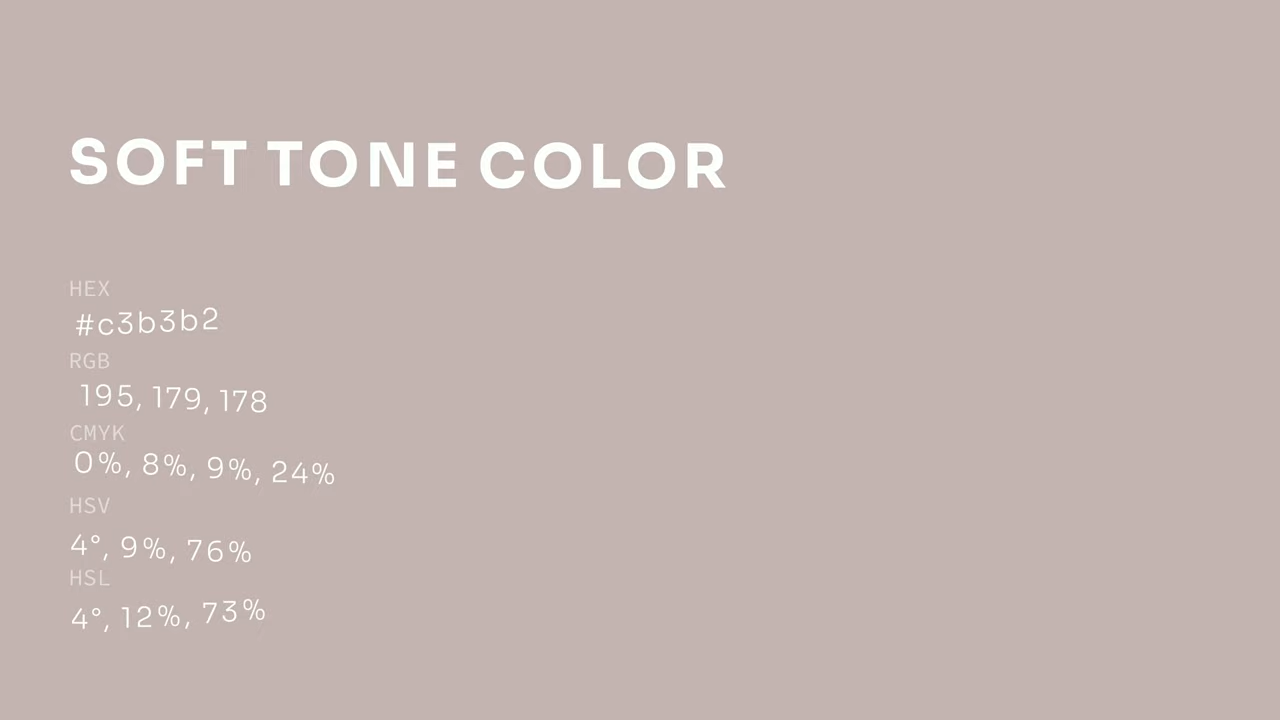 SOFT TONE COLOR
HEX
#c3b3b2
RGB
195, 179, 178
CMYK
0%, 8%, 9%, 24%
HSV
4°, 9%, 76%
HSL
4°, 12%, 73%